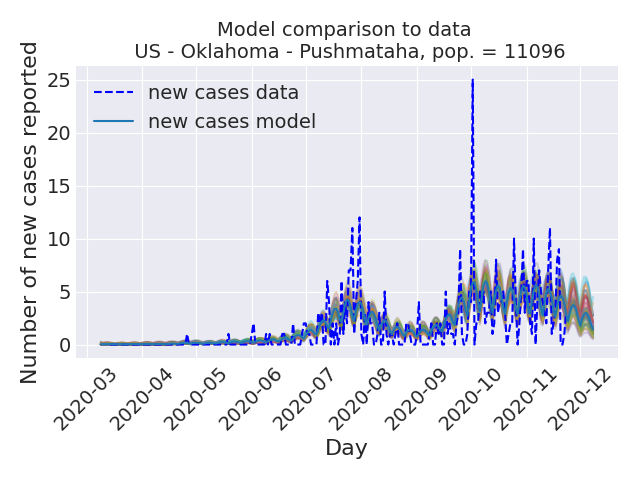 Model comparison to data
US - Oklahoma - Pushmataha, pop. = 11096
Number of new cases reported
25
20
15
10
5
0
new cases data
new cases model
2020-03
2020-04
2020-05
2020-06
2020-07
2020-08
2020-09
2020-10
2020-11
2020-12
Day